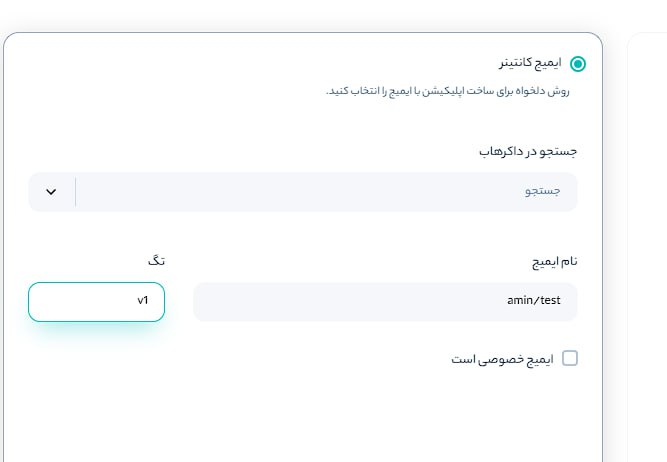 ایمیج کانتینر
روش دلخواه برای ساخت اپلیکیشن با ایمیج را انتخاب کنید.
جستجو در داکرهاب
جستجو
نام ایمیج
تگ
amin/test
v1
ایمیج خصوصی است